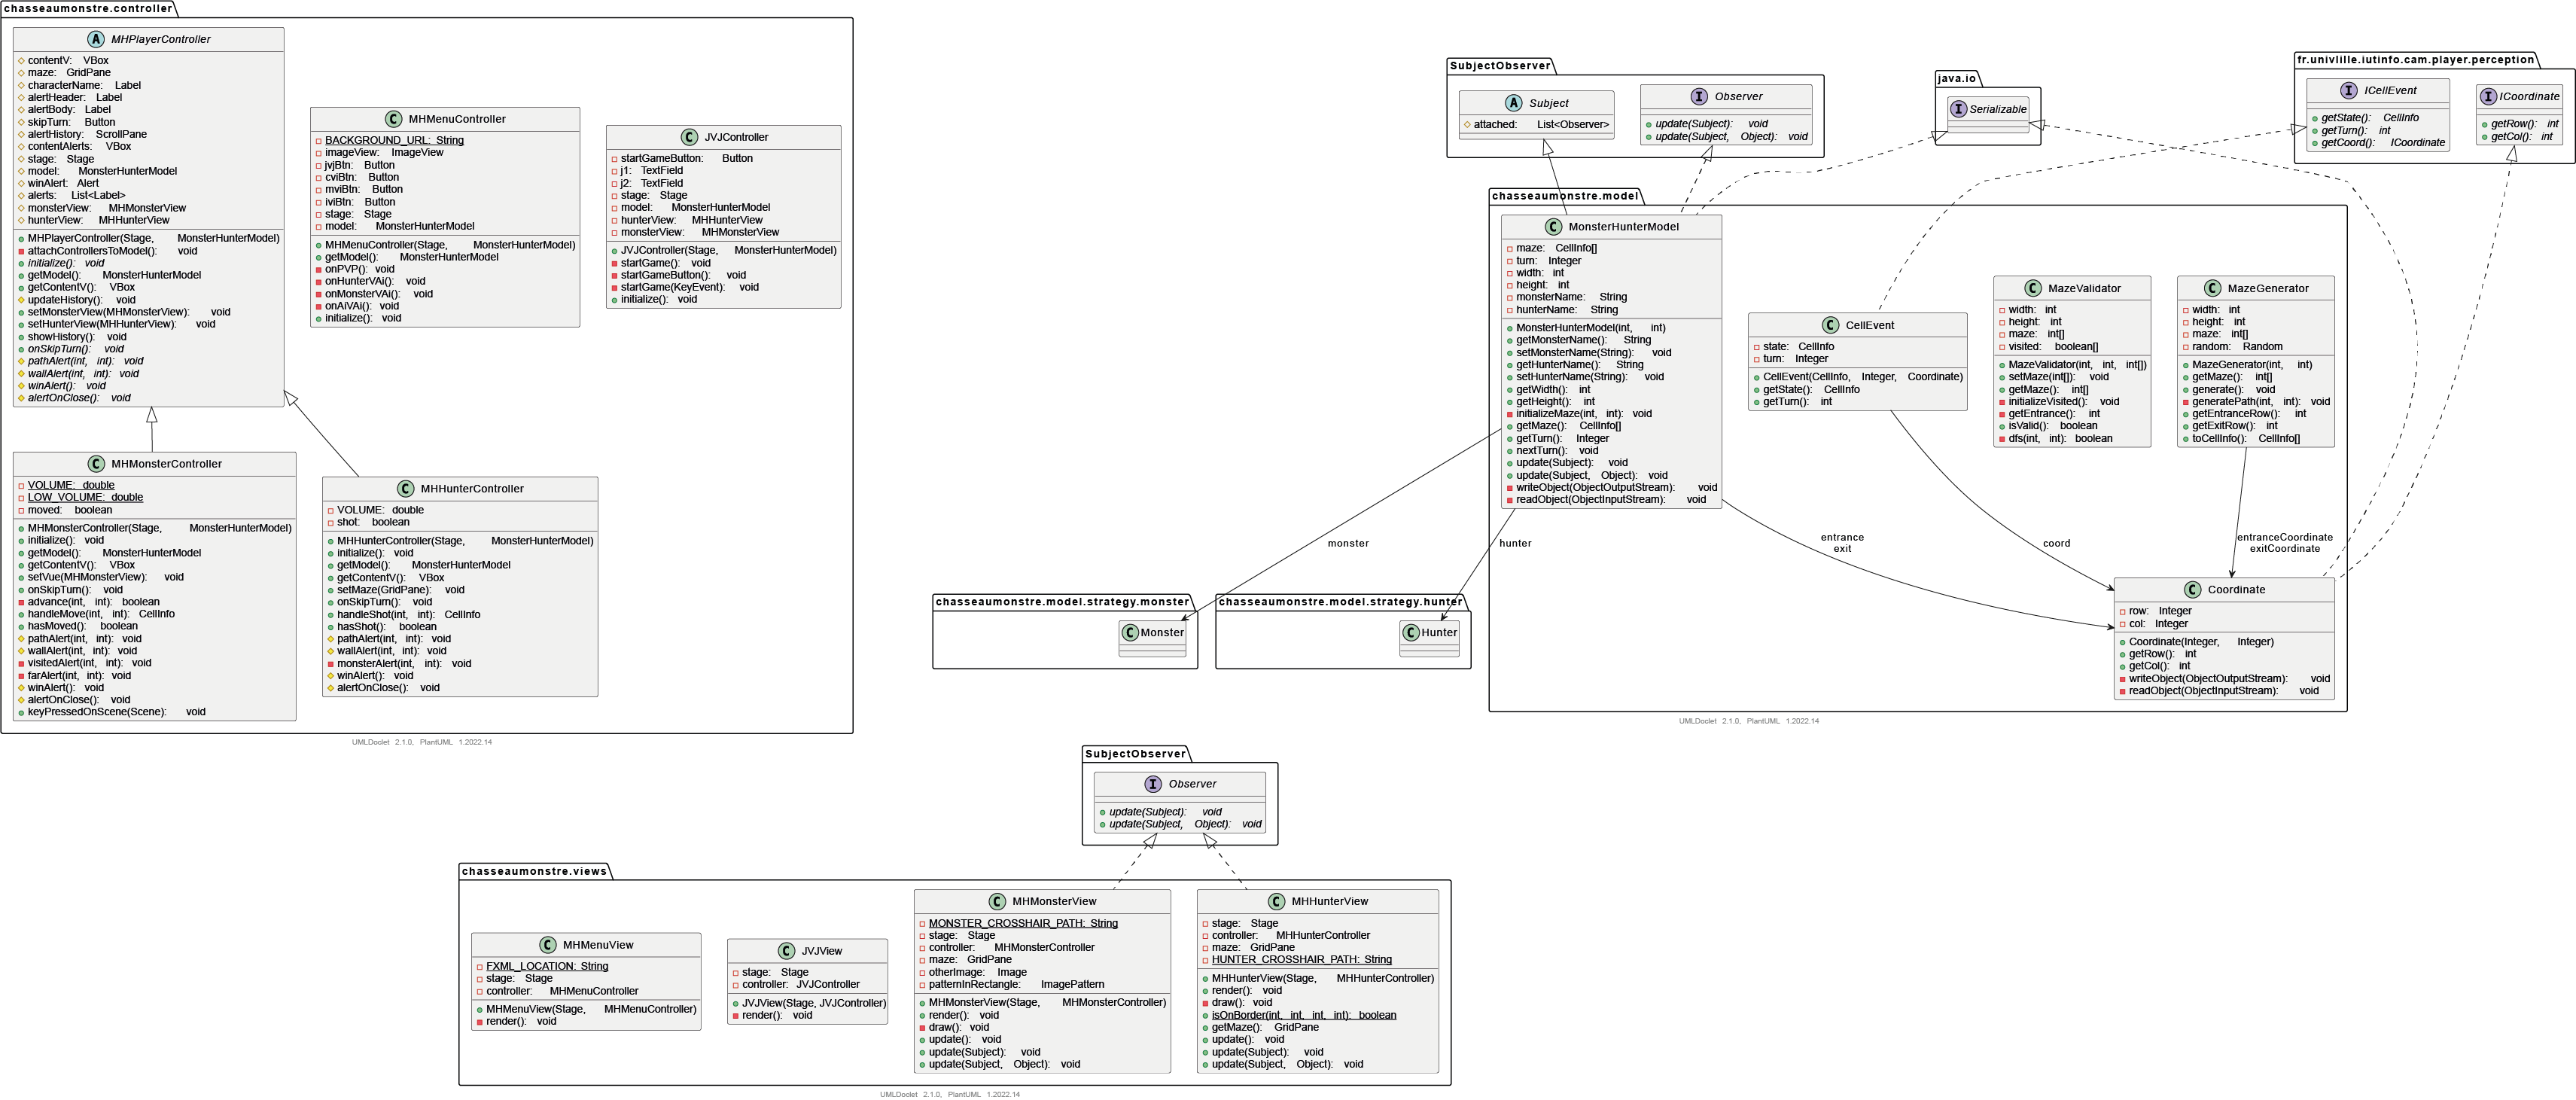 chasseaumonstre.controller
MHPlayerController
contentV: VBox
maze: GridPane
characterName: Label
alertHeader: Label
alertBody: Label
skipTurn: Button
alertHistory: ScrollPane
contentAlerts: VBox
stage: Stage
model: MonsterHunterModel
winAlert: Alert
alerts: List<Label>
monsterView: MHMonsterView
hunterView: MHHunterView
MHPlayerController(Stage, MonsterHunterModel)
attachControllersToModel(): void
initialize(): void
getModel(): MonsterHunterModel
getContentV(): VBox
updateHistory(): void
setMonsterView(MHMonsterView): void
setHunterView(MHHunterView): void
showHistory(): void
onSkipTurn(): void
pathAlert(int, int): void
wallAlert(int, int): void
winAlert(): void
alertOnClose(): void
MHMenuController
BACKGROUND_URL: String
imageView: ImageView
jvjBtn: Button
cviBtn: Button
mviBtn: Button
iviBtn: Button
stage: Stage
model: MonsterHunterModel
MHMenuController(Stage, MonsterHunterModel)
getModel(): MonsterHunterModel
onPVP(): void
onHunterVAi(): void
onMonsterVAi(): void
onAiVAi(): void
initialize(): void
JVJController
startGameButton: Button
j1: TextField
j2: TextField
stage: Stage
model: MonsterHunterModel
hunterView: MHHunterView
monsterView: MHMonsterView
JVJController(Stage, MonsterHunterModel)
startGame(): void
startGameButton(): void
startGame(KeyEvent): void
initialize(): void
MHMonsterController
VOLUME: double
LOW_VOLUME: double
moved: boolean
MHMonsterController(Stage, MonsterHunterModel)
initialize(): void
getModel(): MonsterHunterModel
getContentV(): VBox
setVue(MHMonsterView): void
onSkipTurn(): void
advance(int, int): boolean
handleMove(int, int): CellInfo
hasMoved(): boolean
pathAlert(int, int): void
wallAlert(int, int): void
visitedAlert(int, int): void
farAlert(int, int): void
winAlert(): void
alertOnClose(): void
keyPressedOnScene(Scene): void
MHHunterController
VOLUME: double
shot: boolean
MHHunterController(Stage, MonsterHunterModel)
initialize(): void
getModel(): MonsterHunterModel
getContentV(): VBox
setMaze(GridPane): void
onSkipTurn(): void
handleShot(int, int): CellInfo
hasShot(): boolean
pathAlert(int, int): void
wallAlert(int, int): void
monsterAlert(int, int): void
winAlert(): void
alertOnClose(): void
UMLDoclet 2.1.0, PlantUML 1.2022.14
SubjectObserver
Subject
attached: List<Observer>
Observer
update(Subject): void
update(Subject, Object): void
java.io
Serializable
fr.univlille.iutinfo.cam.player.perception
ICellEvent
getState(): CellInfo
getTurn(): int
getCoord(): ICoordinate
ICoordinate
getRow(): int
getCol(): int
chasseaumonstre.model
MonsterHunterModel
maze: CellInfo[]
turn: Integer
width: int
height: int
monsterName: String
hunterName: String
MonsterHunterModel(int, int)
getMonsterName(): String
setMonsterName(String): void
getHunterName(): String
setHunterName(String): void
getWidth(): int
getHeight(): int
initializeMaze(int, int): void
getMaze(): CellInfo[]
getTurn(): Integer
nextTurn(): void
update(Subject): void
update(Subject, Object): void
writeObject(ObjectOutputStream): void
readObject(ObjectInputStream): void
CellEvent
state: CellInfo
turn: Integer
CellEvent(CellInfo, Integer, Coordinate)
getState(): CellInfo
getTurn(): int
MazeValidator
width: int
height: int
maze: int[]
visited: boolean[]
MazeValidator(int, int, int[])
setMaze(int[]): void
getMaze(): int[]
initializeVisited(): void
getEntrance(): int
isValid(): boolean
dfs(int, int): boolean
MazeGenerator
width: int
height: int
maze: int[]
random: Random
MazeGenerator(int, int)
getMaze(): int[]
generate(): void
generatePath(int, int): void
getEntranceRow(): int
getExitRow(): int
toCellInfo(): CellInfo[]
monster
hunter
entrance
exit
coord
entranceCoordinate
exitCoordinate
chasseaumonstre.model.strategy.monster
Monster
chasseaumonstre.model.strategy.hunter
Hunter
Coordinate
row: Integer
col: Integer
Coordinate(Integer, Integer)
getRow(): int
getCol(): int
writeObject(ObjectOutputStream): void
readObject(ObjectInputStream): void
UMLDoclet 2.1.0, PlantUML 1.2022.14
SubjectObserver
Observer
update(Subject): void
update(Subject, Object): void
chasseaumonstre.views
MHMenuView
FXML_LOCATION: String
stage: Stage
controller: MHMenuController
MHMenuView(Stage, MHMenuController)
render(): void
JVJView
stage: Stage
controller: JVJController
JVJView(Stage, JVJController)
render(): void
MHMonsterView
MONSTER_CROSSHAIR_PATH: String
stage: Stage
controller: MHMonsterController
maze: GridPane
otherImage: Image
patternInRectangle: ImagePattern
MHMonsterView(Stage, MHMonsterController)
render(): void
draw(): void
update(): void
update(Subject): void
update(Subject, Object): void
MHHunterView
stage: Stage
controller: MHHunterController
maze: GridPane
HUNTER_CROSSHAIR_PATH: String
MHHunterView(Stage, MHHunterController)
render(): void
draw(): void
isOnBorder(int, int, int, int): boolean
getMaze(): GridPane
update(): void
update(Subject): void
update(Subject, Object): void
UMLDoclet 2.1.0, PlantUML 1.2022.14